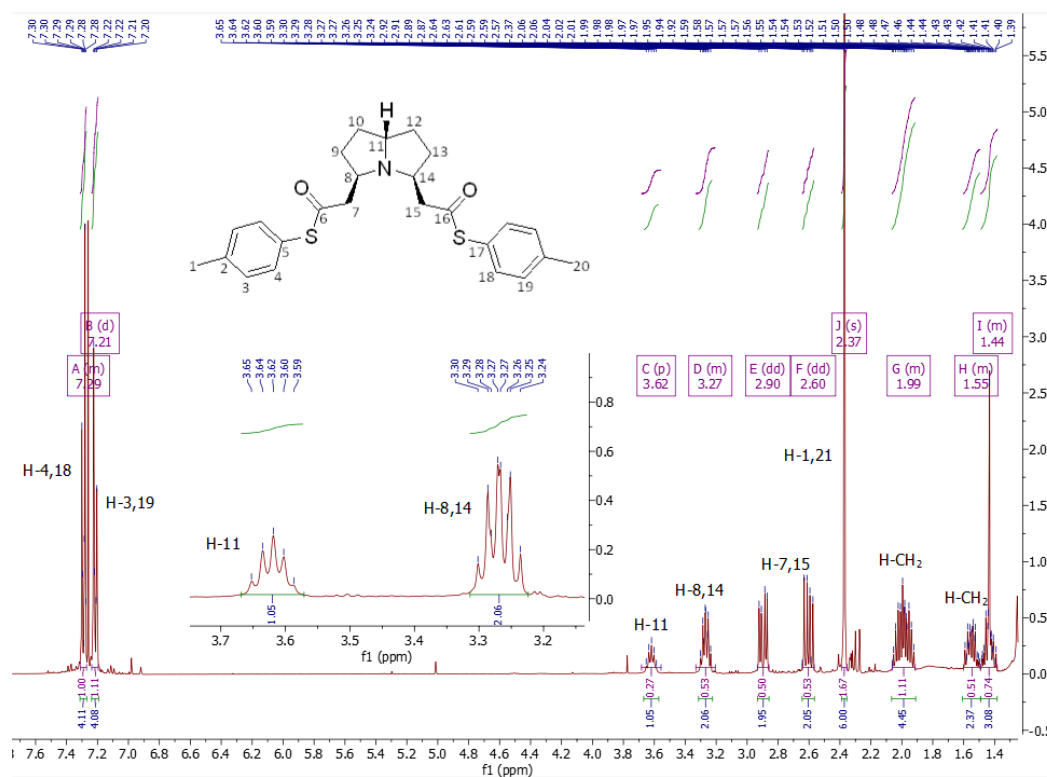 7.30 7.30 7.29 7.29 7.28 7.28 7.22 7.22 7.21 7.20
3.65 3.64 3.62 3.60 3.59 3.30 3.29 3.28 3.27 3.27 3.26 3.25 3.24 2.92 2.91 2.89 2.87 2.64 2.63 2.61 2.59 2.59 2.57 2.37 2.06 2.06 2.04 2.04 2.02 2.01 1.99 1.98 1.98 1.97 1.97 1.95 1.94 1.94 1.92 1.59 1.58 1.57 1.57 1.56 1.55 1.54 1.53 1.52 1.51 1.50 1.50 1.48 1.48 1.47 1.46 1.44 1.44 1.43 1.43 1.42 1.41 1.41 1.40 1.39
H
10
12
11
9
13
N
8
14
O
O
6
7
15
16
S
S
5
17
1
2
4
18
20
3
19
B (d)
7.21
J (s)
2.37
I (m)
1.44
A (m)
7.29
C (p)
3.62
D (m)
3.27
E (dd)
2.90
F (dd)
2.60
G (m)
1.99
H (m)
1.55
3.65 3.64 3.62 3.60 3.59
3.30 3.29 3.28 3.27 3.27 3.26 3.25 3.24
H-4,18
H-3,19
H-11
H-8,14
1.05
2.06
3.7 3.6 3.5 3.4 3.3 3.2
f1 (ppm)
0.8
0.6
0.4
0.2
0.0
H-1,21
H-7,15
H-CH₂
H-CH₂
H-8,14
H-11
1.00 1.11 0.27 0.53 0.50 0.53 1.67 1.11 0.51 0.74
4.11 4.08 1.05 2.06 1.95 2.05 6.00 4.45 2.37 3.08
5.5
5.0
4.5
4.0
3.5
3.0
2.5
2.0
1.5
1.0
0.5
0.0
-0.5
7.6 7.4 7.2 7.0 6.8 6.6 6.4 6.2 6.0 5.8 5.6 5.4 5.2 5.0 4.8 4.6 4.4 4.2 4.0 3.8 3.6 3.4 3.2 3.0 2.8 2.6 2.4 2.2 2.0 1.8 1.6 1.4
f1 (ppm)